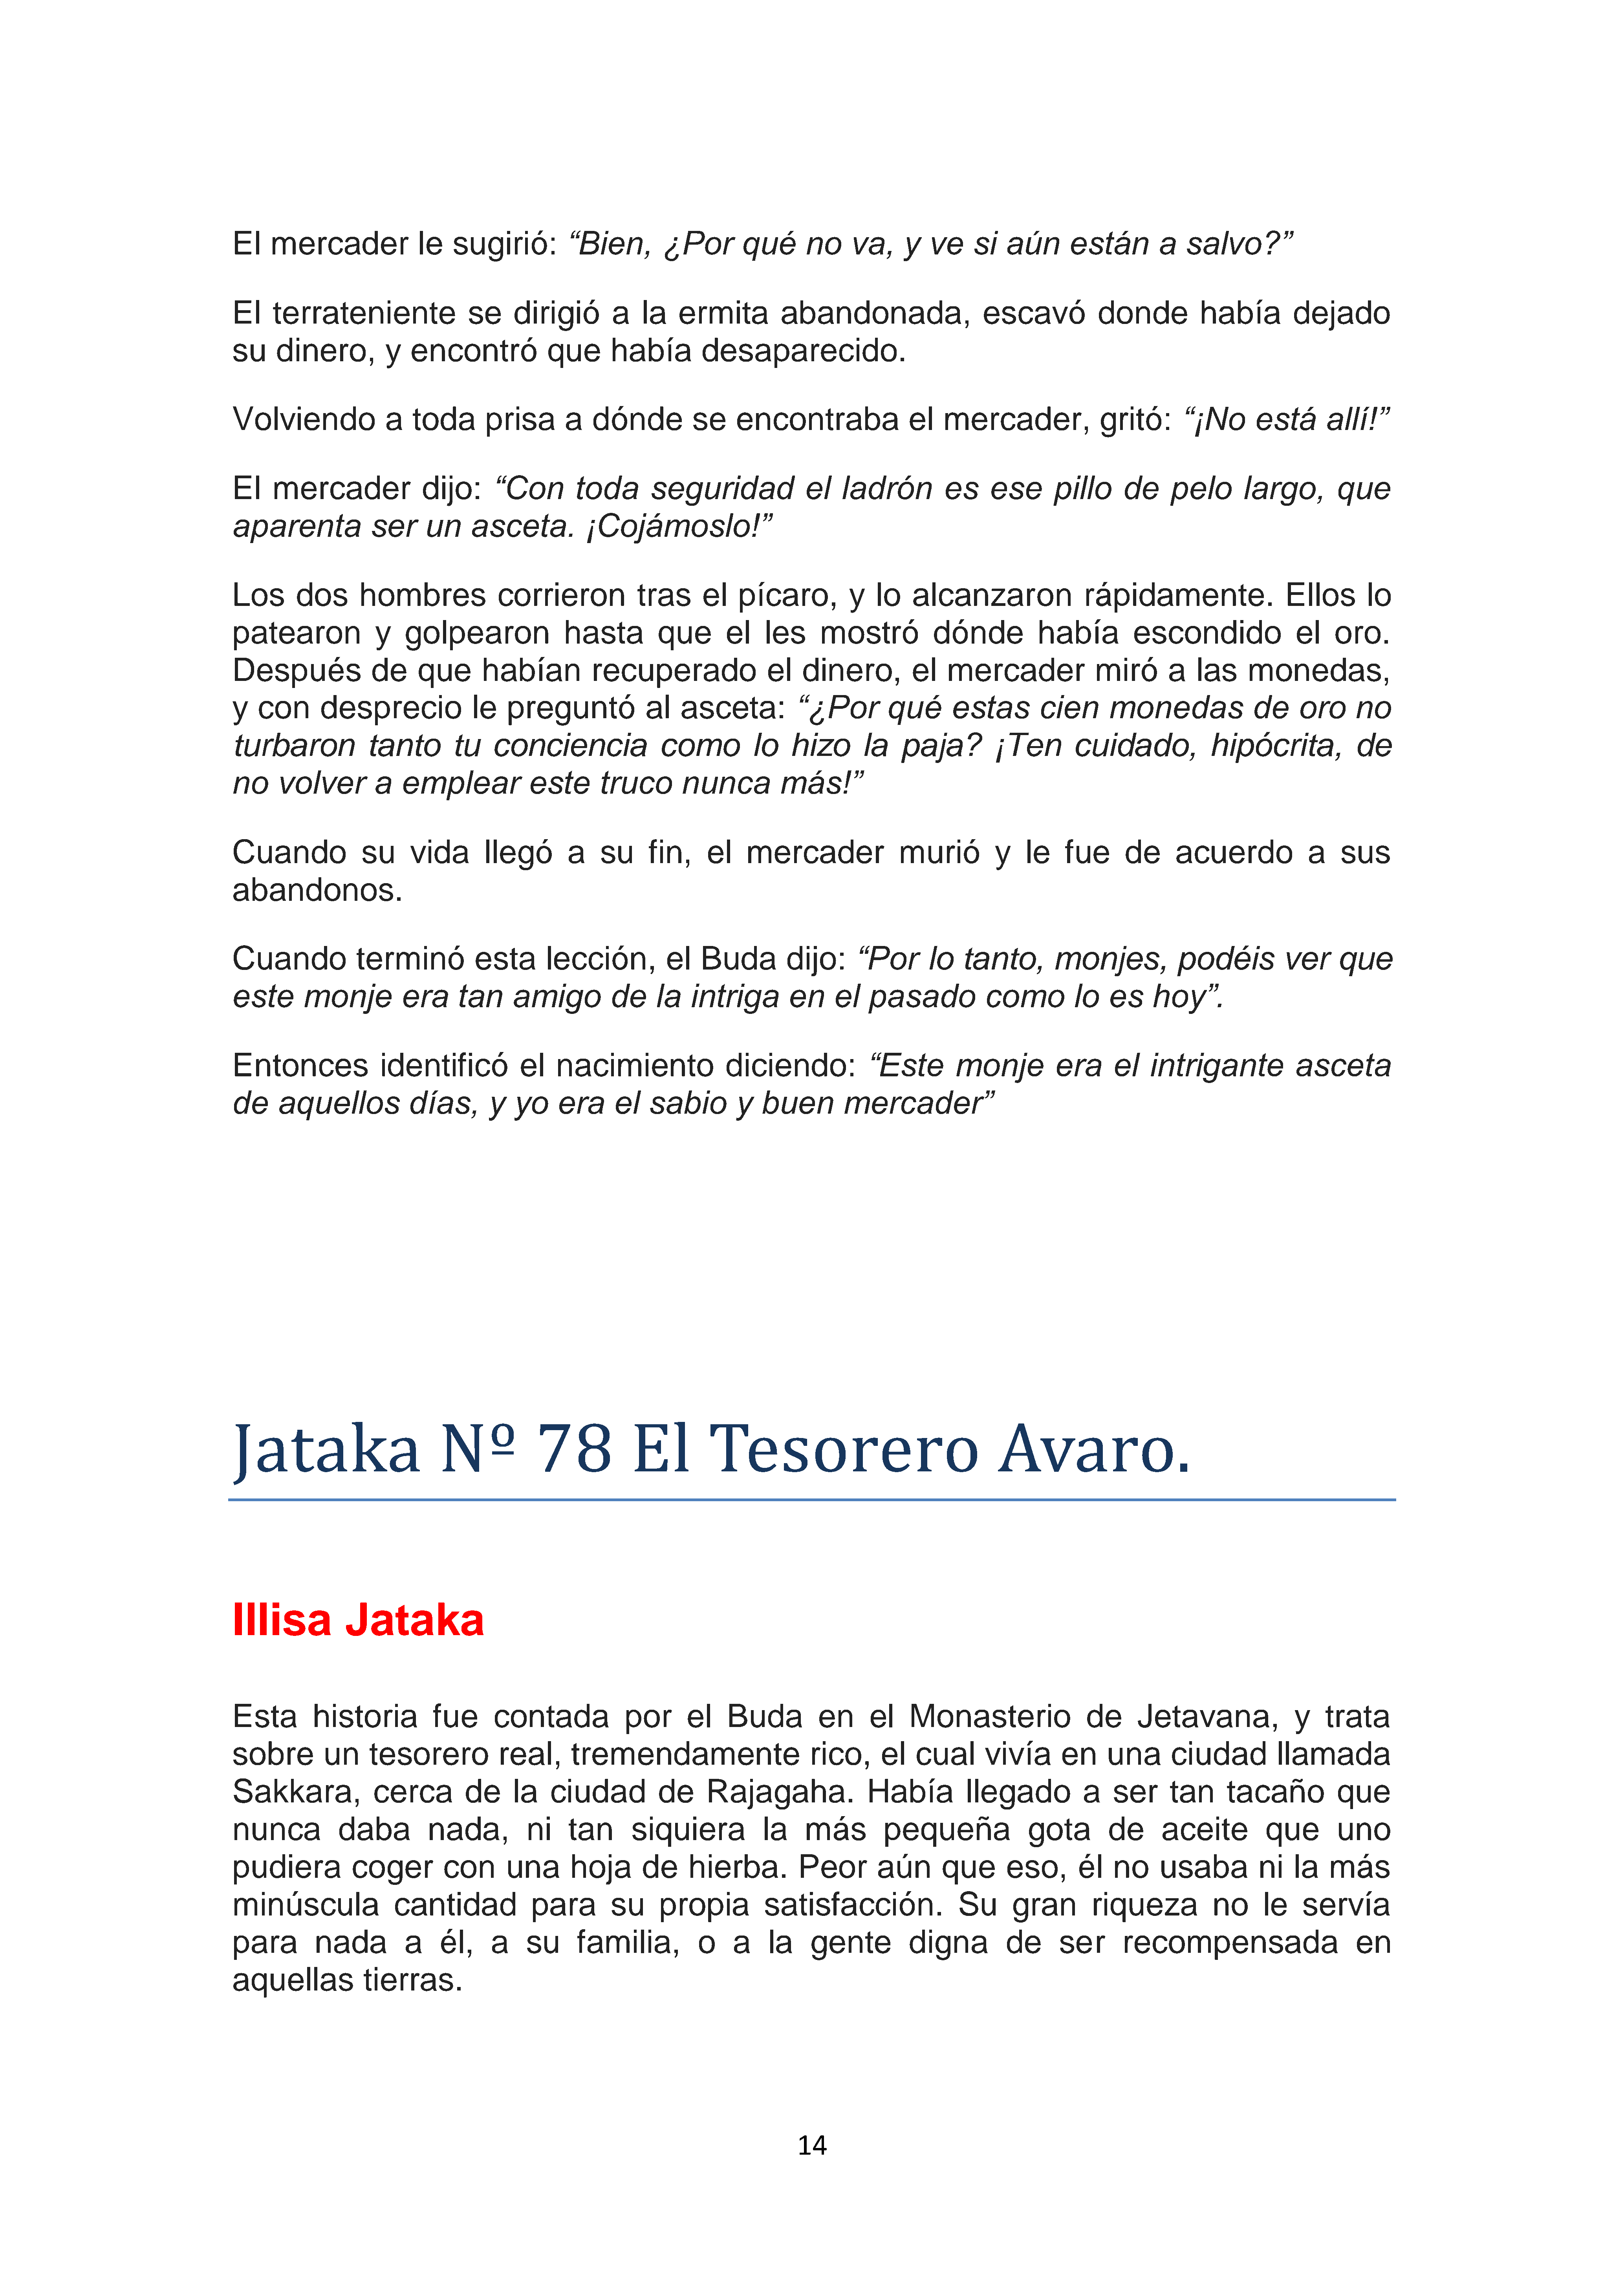 El mercader le sugirió: “Bien, ¿Por qué no va, y ve si aún están a salvo?”
El terrateniente se dirigió a la ermita abandonada, escavó donde había dejado
su dinero, y encontró que había desaparecido.
Volviendo a toda prisa a dónde se encontraba el mercader, gritó: “¡No está allí!”
El mercader dijo: “Con toda seguridad el ladrón es ese pillo de pelo largo, que
aparenta ser un asceta. ¡Cojámoslo!”
Los dos hombres corrieron tras el pícaro, y lo alcanzaron rápidamente. Ellos lo
patearon y golpearon hasta que el les mostró dónde había escondido el oro.
Después de que habían recuperado el dinero, el mercader miró a las monedas,
y con desprecio le preguntó al asceta: “¿Por qué estas cien monedas de oro no
turbaron tanto tu conciencia como lo hizo la paja? ¡Ten cuidado, hipócrita, de
no volver a emplear este truco nunca más!”
Cuando su vida llegó a su fin, el mercader murió y le fue de acuerdo a sus
abandonos.
Cuando terminó esta lección, el Buda dijo: “Por lo tanto, monjes, podéis ver que
este monje era tan amigo de la intriga en el pasado como lo es hoy”.
Entonces identificó el nacimiento diciendo: “Este monje era el intrigante asceta
de aquellos días, y yo era el sabio y buen mercader”
Jataka Nº 78 El Tesorero Avaro.
Illisa Jataka
Esta historia fue contada por el Buda en el Monasterio de Jetavana, y trata
sobre un tesorero real, tremendamente rico, el cual vivía en una ciudad llamada
Sakkara, cerca de la ciudad de Rajagaha. Había llegado a ser tan tacaño que
nunca daba nada, ni tan siquiera la más pequeña gota de aceite que uno
pudiera coger con una hoja de hierba. Peor aún que eso, él no usaba ni la más
minúscula cantidad para su propia satisfacción. Su gran riqueza no le servía
para nada a él, a su familia, o a la gente digna de ser recompensada en
aquellas tierras.
14